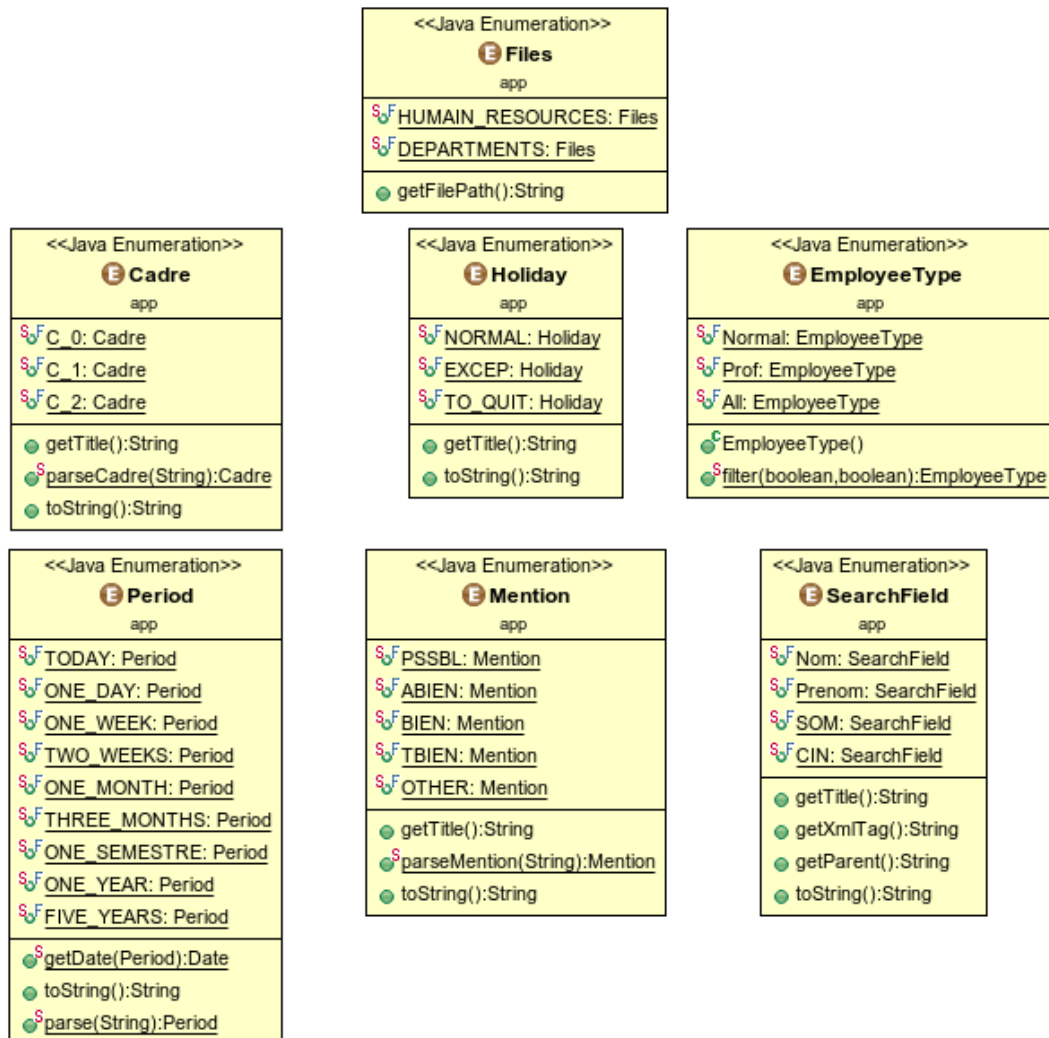 <<Java Enumeration>>
Files
app
HUMAIN_RESOURCES: Files
DEPARTMENTS: Files
getFilePath():String
<<Java Enumeration>>
Cadre
app
C_0: Cadre
C_1: Cadre
C_2: Cadre
getTitle():String
parseCadre(String):Cadre
toString():String
<<Java Enumeration>>
Holiday
app
NORMAL: Holiday
EXCEP: Holiday
TO_QUIT: Holiday
getTitle():String
toString():String
<<Java Enumeration>>
EmployeeType
app
Normal: EmployeeType
Prof: EmployeeType
All: EmployeeType
EmployeeType()
filter(boolean,boolean):EmployeeType
<<Java Enumeration>>
Period
app
TODAY: Period
ONE_DAY: Period
ONE_WEEK: Period
TWO_WEEKS: Period
ONE_MONTH: Period
THREE_MONTHS: Period
ONE_SEMESTRE: Period
ONE_YEAR: Period
FIVE_YEARS: Period
getDate(Period):Date
toString():String
parse(String):Period
<<Java Enumeration>>
Mention
app
PSSBL: Mention
ABIEN: Mention
BIEN: Mention
TBIEN: Mention
OTHER: Mention
getTitle():String
parseMention(String):Mention
toString():String
<<Java Enumeration>>
SearchField
app
Nom: SearchField
Prenom: SearchField
SOM: SearchField
CIN: SearchField
getTitle():String
getXmlTag():String
getParent():String
toString():String